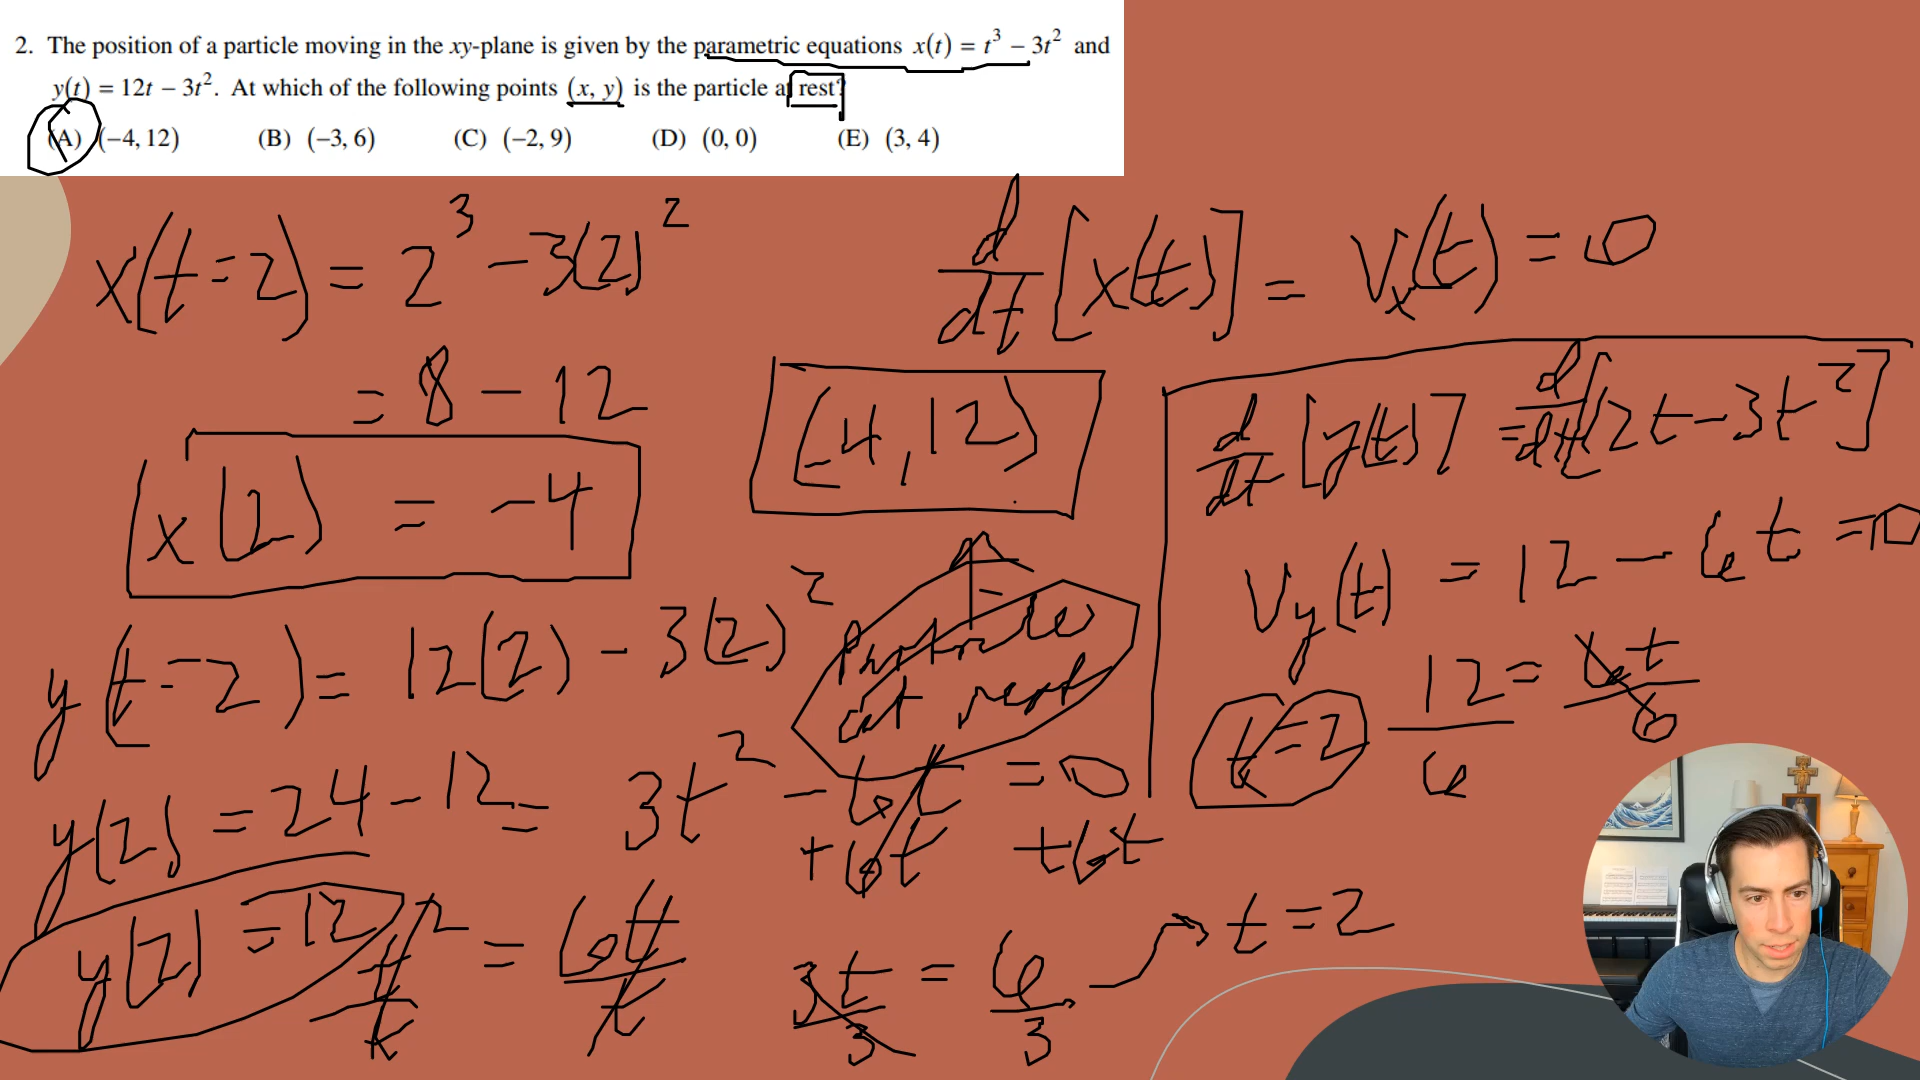 2. The position of a particle moving in the xy-plane is given by the parametric equations x(t) = t³ − 3t² and
y(t) = 12t − 3t². At which of the following points (x, y) is the particle at rest?
(A) (−4, 12) (B) (−3, 6) (C) (−2, 9) (D) (0, 0) (E) (3, 4)
x(t=2) = 2³ − 3(2)²
= 8 − 12
x(2) = −4
y(t=2) = 12(2) − 3(2)²
y(2) = 24 − 12 =
y(2) = 12
(−4, 12)
Particle
at rest
d/dt [x(t)] = Vx(t) = 0
3t² − 6t = 0
+6t +6t
3t²/t = 6t/t
3t/3 = 6/3 → t = 2
d/dt [y(t)] = d/dt [12t − 3t²]
Vy(t) = 12 − 6t = 0
12/6 = 6t/6
t = 2